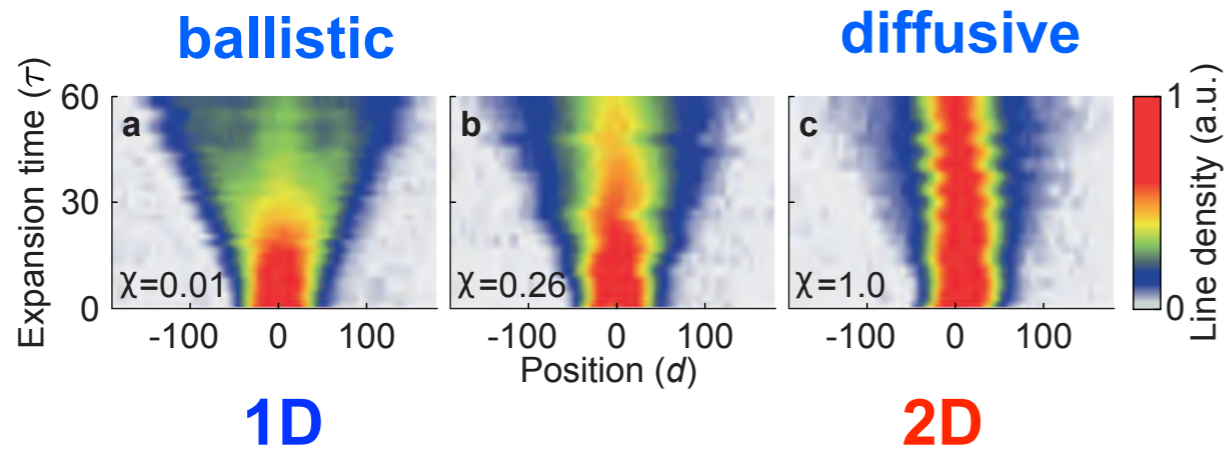 ballistic
diffusive
Expansion time (τ)
60
30
0
a
χ=0.01
b
χ=0.26
c
χ=1.0
1
0
Line density (a.u.)
-100 0 100
-100 0 100
-100 0 100
Position (d)
1D
2D